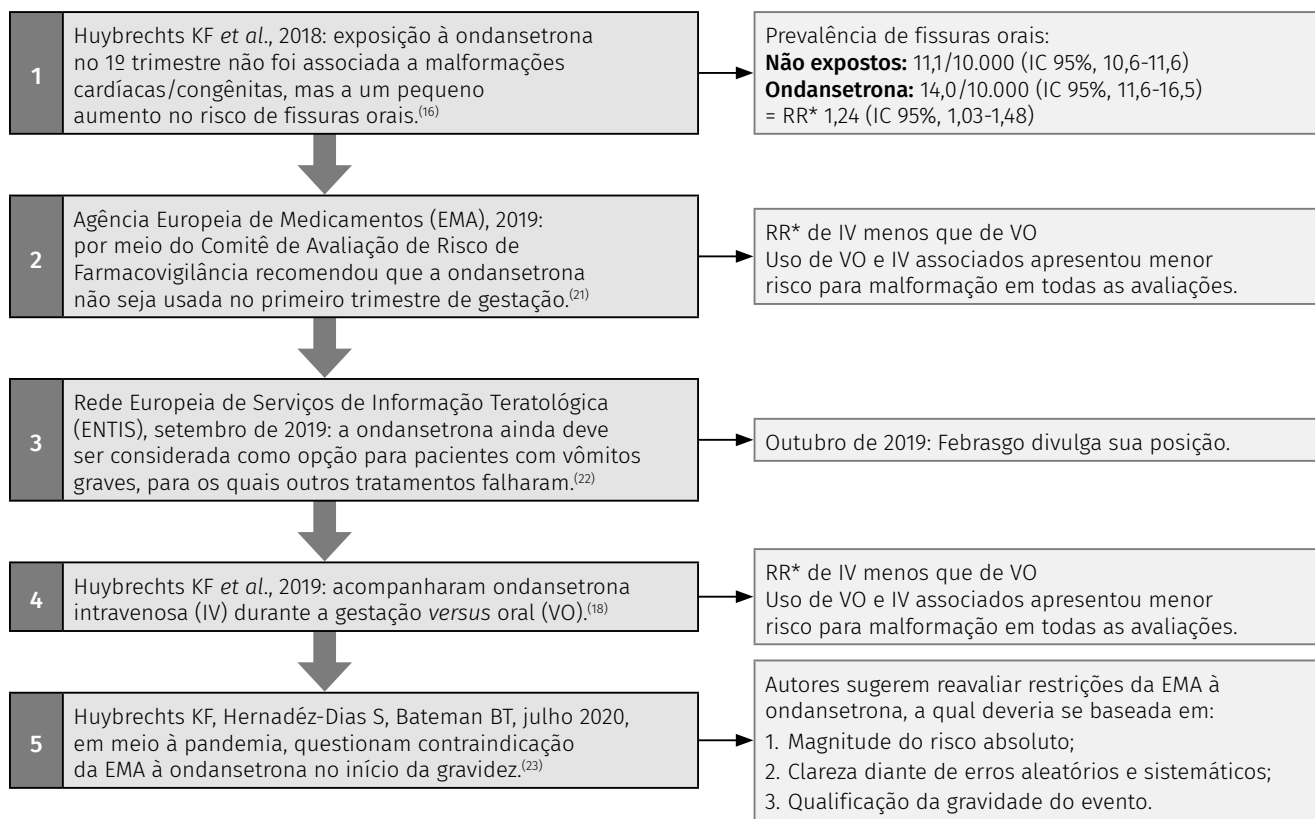 1
Huybrechts KF et al., 2018: exposição à ondansetrona
no 1º trimestre não foi associada a malformações
cardíacas/congênitas, mas a um pequeno
aumento no risco de fissuras orais.(16)
Prevalência de fissuras orais:
Não expostos: 11,1/10.000 (IC 95%, 10,6-11,6)
Ondansetrona: 14,0/10.000 (IC 95%, 11,6-16,5)
= RR* 1,24 (IC 95%, 1,03-1,48)
2
Agência Europeia de Medicamentos (EMA), 2019:
por meio do Comitê de Avaliação de Risco de
Farmacovigilância recomendou que a ondansetrona
não seja usada no primeiro trimestre de gestação.(21)
RR* de IV menos que de VO
Uso de VO e IV associados apresentou menor
risco para malformação em todas as avaliações.
3
Rede Europeia de Serviços de Informação Teratológica
(ENTIS), setembro de 2019: a ondansetrona ainda deve
ser considerada como opção para pacientes com vômitos
graves, para os quais outros tratamentos falharam.(22)
Outubro de 2019: Febrasgo divulga sua posição.
4
Huybrechts KF et al., 2019: acompanharam ondansetrona
intravenosa (IV) durante a gestação versus oral (VO).(18)
RR* de IV menos que de VO
Uso de VO e IV associados apresentou menor
risco para malformação em todas as avaliações.
5
Huybrechts KF, Hernadéz-Dias S, Bateman BT, julho 2020,
em meio à pandemia, questionam contraindicação
da EMA à ondansetrona no início da gravidez.(23)
Autores sugerem reavaliar restrições da EMA à
ondansetrona, a qual deveria se baseada em:
1. Magnitude do risco absoluto;
2. Clareza diante de erros aleatórios e sistemáticos;
3. Qualificação da gravidade do evento.